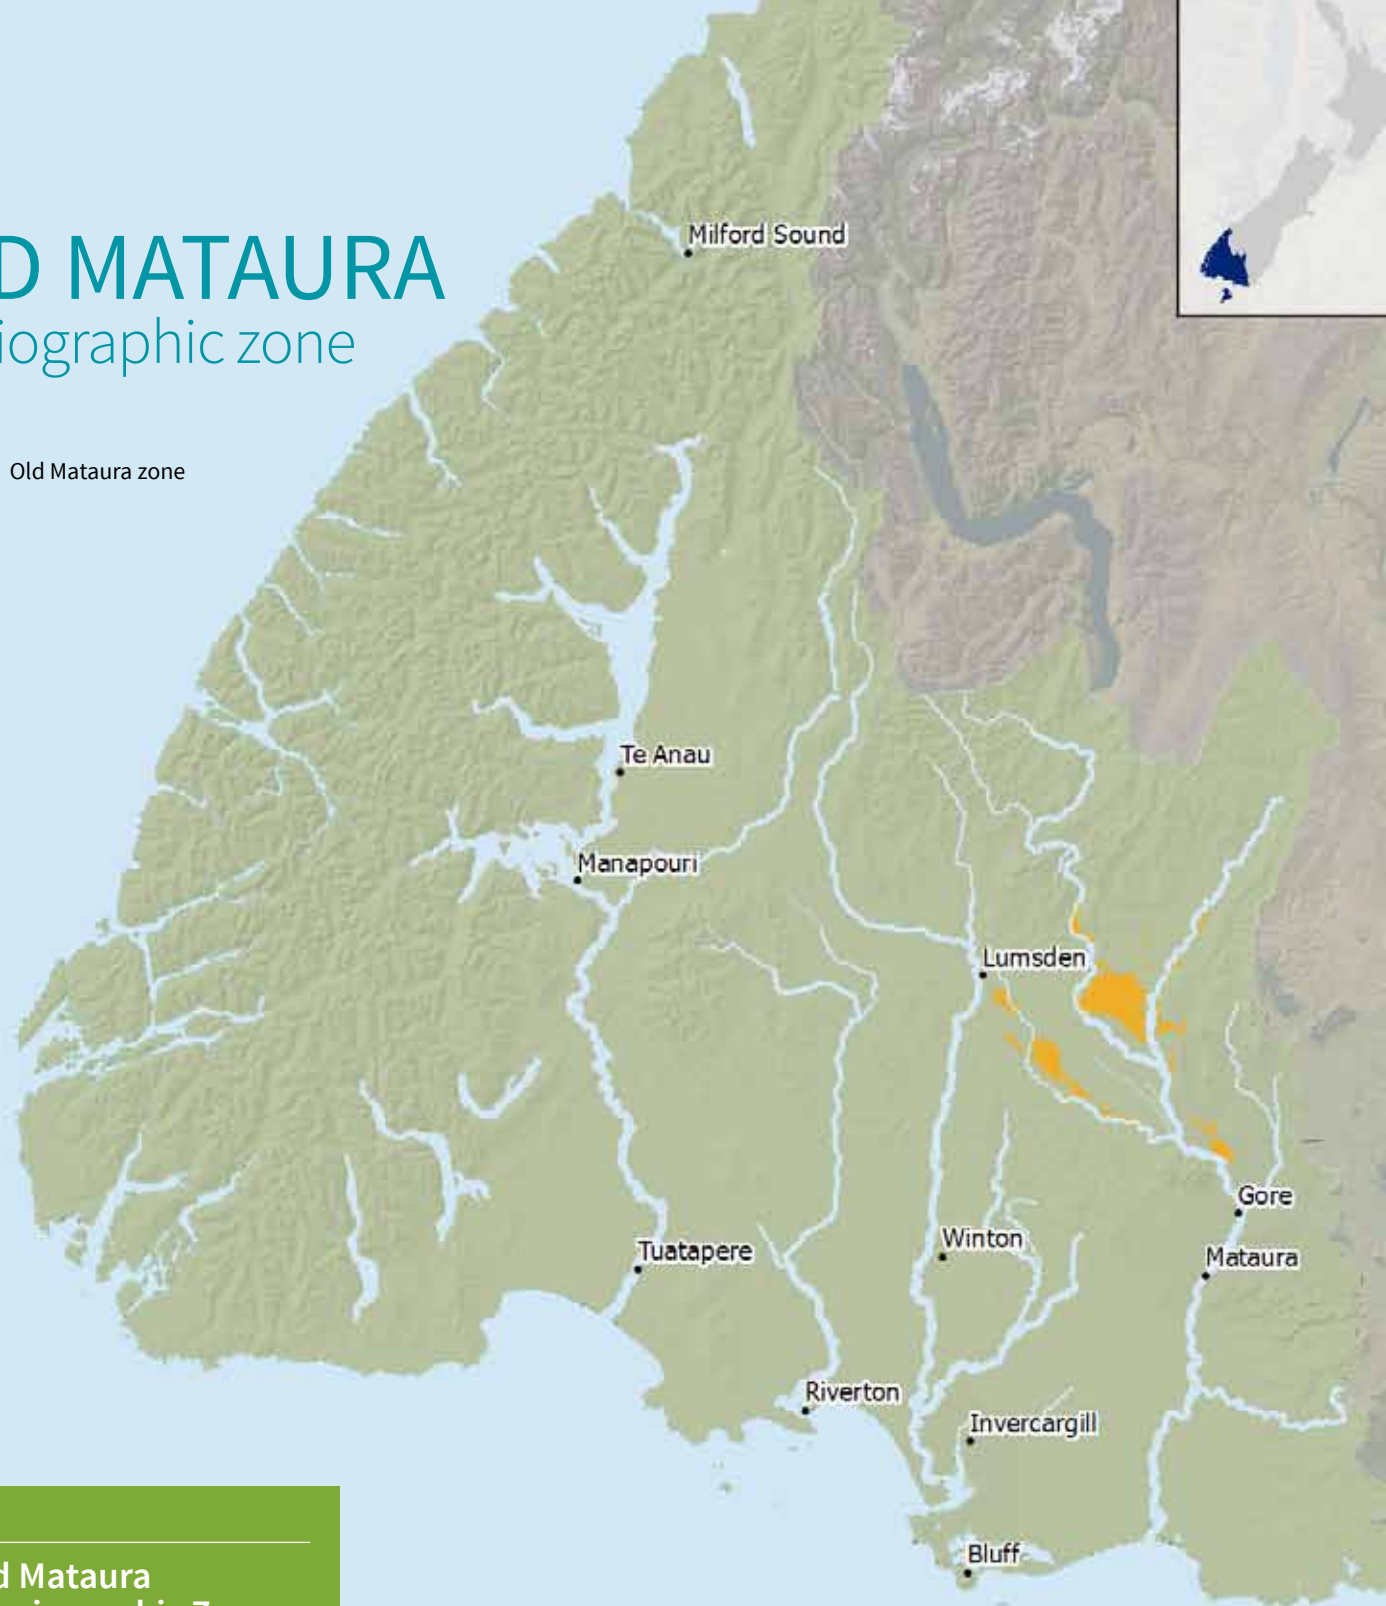 D MATAURA
iographic zone
Old Mataura zone
Milford Sound
Te Anau
Manapouri
Lumsden
Gore
Winton
Mataura
Tuatapere
Riverton
Invercargill
Bluff
d Mataura